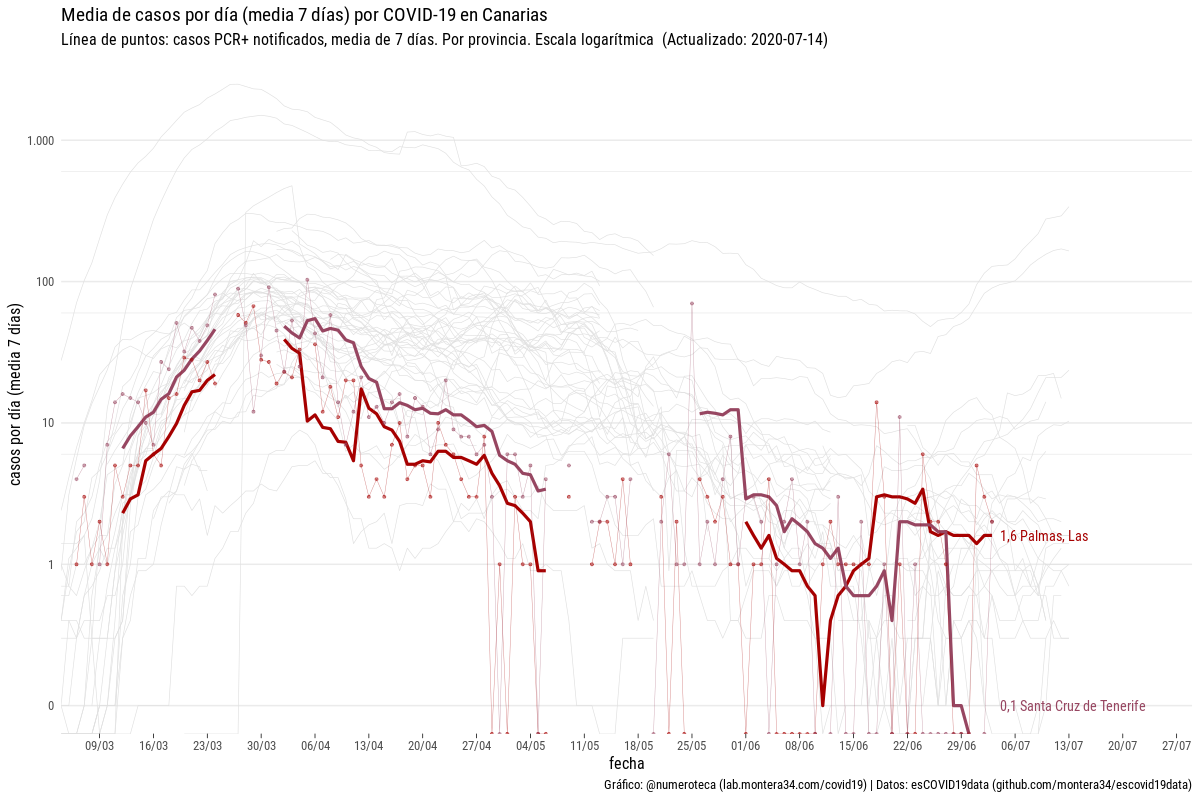 Media de casos por día (media 7 días) por COVID-19 en Canarias
Línea de puntos: casos PCR+ notificados, media de 7 días. Por provincia. Escala logarítmica  (Actualizado: 2020-07-14)
casos por día (media 7 días)
1.000
100
10
1
0
1,6 Palmas, Las
0,1 Santa Cruz de Tenerife
09/03 16/03 23/03 30/03 06/04 13/04 20/04 27/04 04/05 11/05 18/05 25/05 01/06 08/06 15/06 22/06 29/06 06/07 13/07 20/07 27/07
fecha
Gráfico: @numeroteca (lab.montera34.com/covid19) | Datos: esCOVID19data (github.com/montera34/escovid19data)